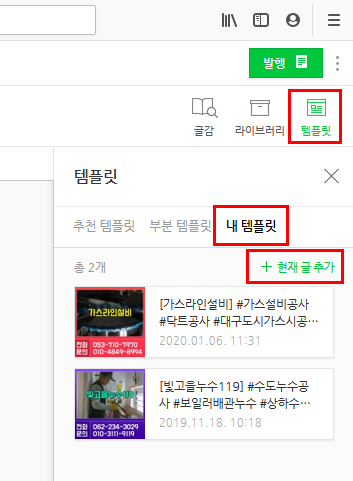 발행
글감 라이브러리 템플릿
템플릿
추천 템플릿 부분 템플릿 내 템플릿
총 2개 + 현재 글 추가
가스라인설비
전화 053-710-7970
문의 010-4849-8994
[가스라인설비] #가스설비공사
#닥트공사 #대구도시가스시공…
2020.01.06. 11:31
빛고을누수119
전화 062-234-3029
문의 010-3111-9119
[빛고을누수119] #수도누수공
사 #보일러배관누수 #상하수…
2019.11.18. 10:18